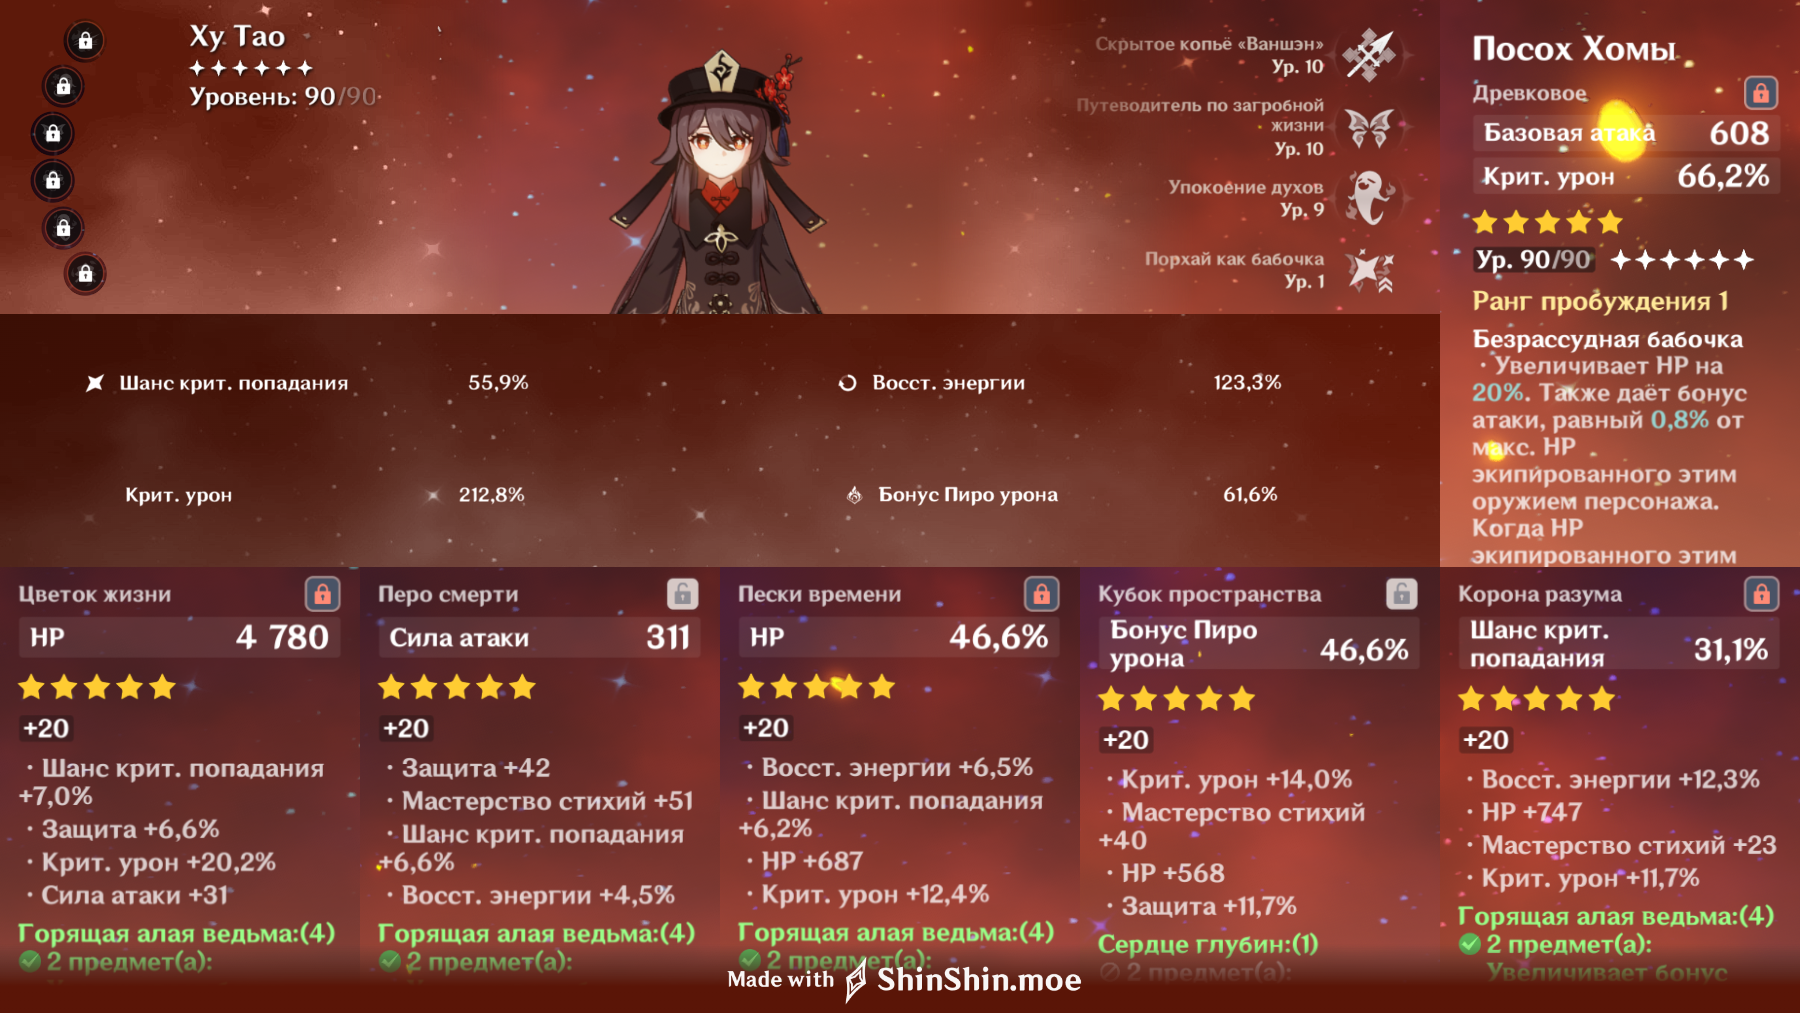 Ху Тао
Уровень: 90/90
Скрытое копьё «Ваншэн»
Ур. 10
Путеводитель по загробной
жизни
Ур. 10
Упокоение духов
Ур. 9
Порхай как бабочка
Ур. 1
Посох Хомы
Древковое
Базовая атака 608
Крит. урон 66,2%
Ур. 90/90
Ранг пробуждения 1
Безрассудная бабочка
· Увеличивает HP на
20%. Также даёт бонус
атаки, равный 0,8% от
макс. HP
экипированного этим
оружием персонажа.
Когда HP
экипированного этим
Шанс крит. попадания 55,9%
Восст. энергии 123,3%
Крит. урон 212,8%
Бонус Пиро урона 61,6%
Цветок жизни
HP 4 780
+20
· Шанс крит. попадания
+7,0%
· Защита +6,6%
· Крит. урон +20,2%
· Сила атаки +31
Горящая алая ведьма:(4)
2 предмет(а):
Перо смерти
Сила атаки 311
+20
· Защита +42
· Мастерство стихий +51
· Шанс крит. попадания
+6,6%
· Восст. энергии +4,5%
Горящая алая ведьма:(4)
2 предмет(а):
Пески времени
HP 46,6%
+20
· Восст. энергии +6,5%
· Шанс крит. попадания
+6,2%
· HP +687
· Крит. урон +12,4%
Горящая алая ведьма:(4)
2 предмет(а):
Кубок пространства
Бонус Пиро
урона 46,6%
+20
· Крит. урон +14,0%
· Мастерство стихий
+40
· HP +568
· Защита +11,7%
Сердце глубин:(1)
2 предмет(а):
Корона разума
Шанс крит.
попадания 31,1%
+20
· Восст. энергии +12,3%
· HP +747
· Мастерство стихий +23
· Крит. урон +11,7%
Горящая алая ведьма:(4)
2 предмет(а):
Увеличивает бонус
Made with ShinShin.moe